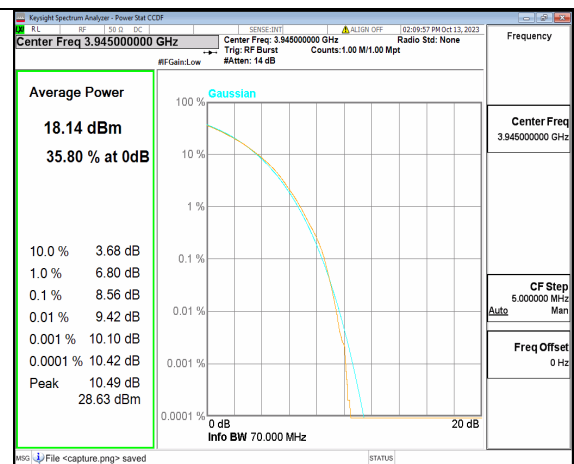 Keysight Spectrum Analyzer - Power Stat CCDF
RL RF 50 Ω DC SENSE:INT ALIGN OFF 02:09:57 PM Oct 13, 2023
Center Freq 3.945000000 GHz
Center Freq: 3.945000000 GHz Radio Std: None
Trig: RF Burst Counts:1.00 M/1.00 Mpt
#IFGain:Low #Atten: 14 dB
Frequency
Average Power
18.14 dBm
35.80 % at 0dB
10.0 % 3.68 dB
1.0 % 6.80 dB
0.1 % 8.56 dB
0.01 % 9.42 dB
0.001 % 10.10 dB
0.0001 % 10.42 dB
Peak 10.49 dB
28.63 dBm
Gaussian
100 %
10 %
1 %
0.1 %
0.01 %
0.001 %
0.0001 %
0 dB 20 dB
Info BW 70.000 MHz
Center Freq
3.945000000 GHz
CF Step
5.000000 MHz
Auto Man
Freq Offset
0 Hz
MSG File <capture.png> saved STATUS